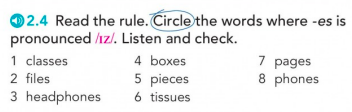 2.4 Read the rule. Circle the words where -es is
pronounced /ɪz/. Listen and check.
1 classes 4 boxes 7 pages
2 files 5 pieces 8 phones
3 headphones 6 tissues